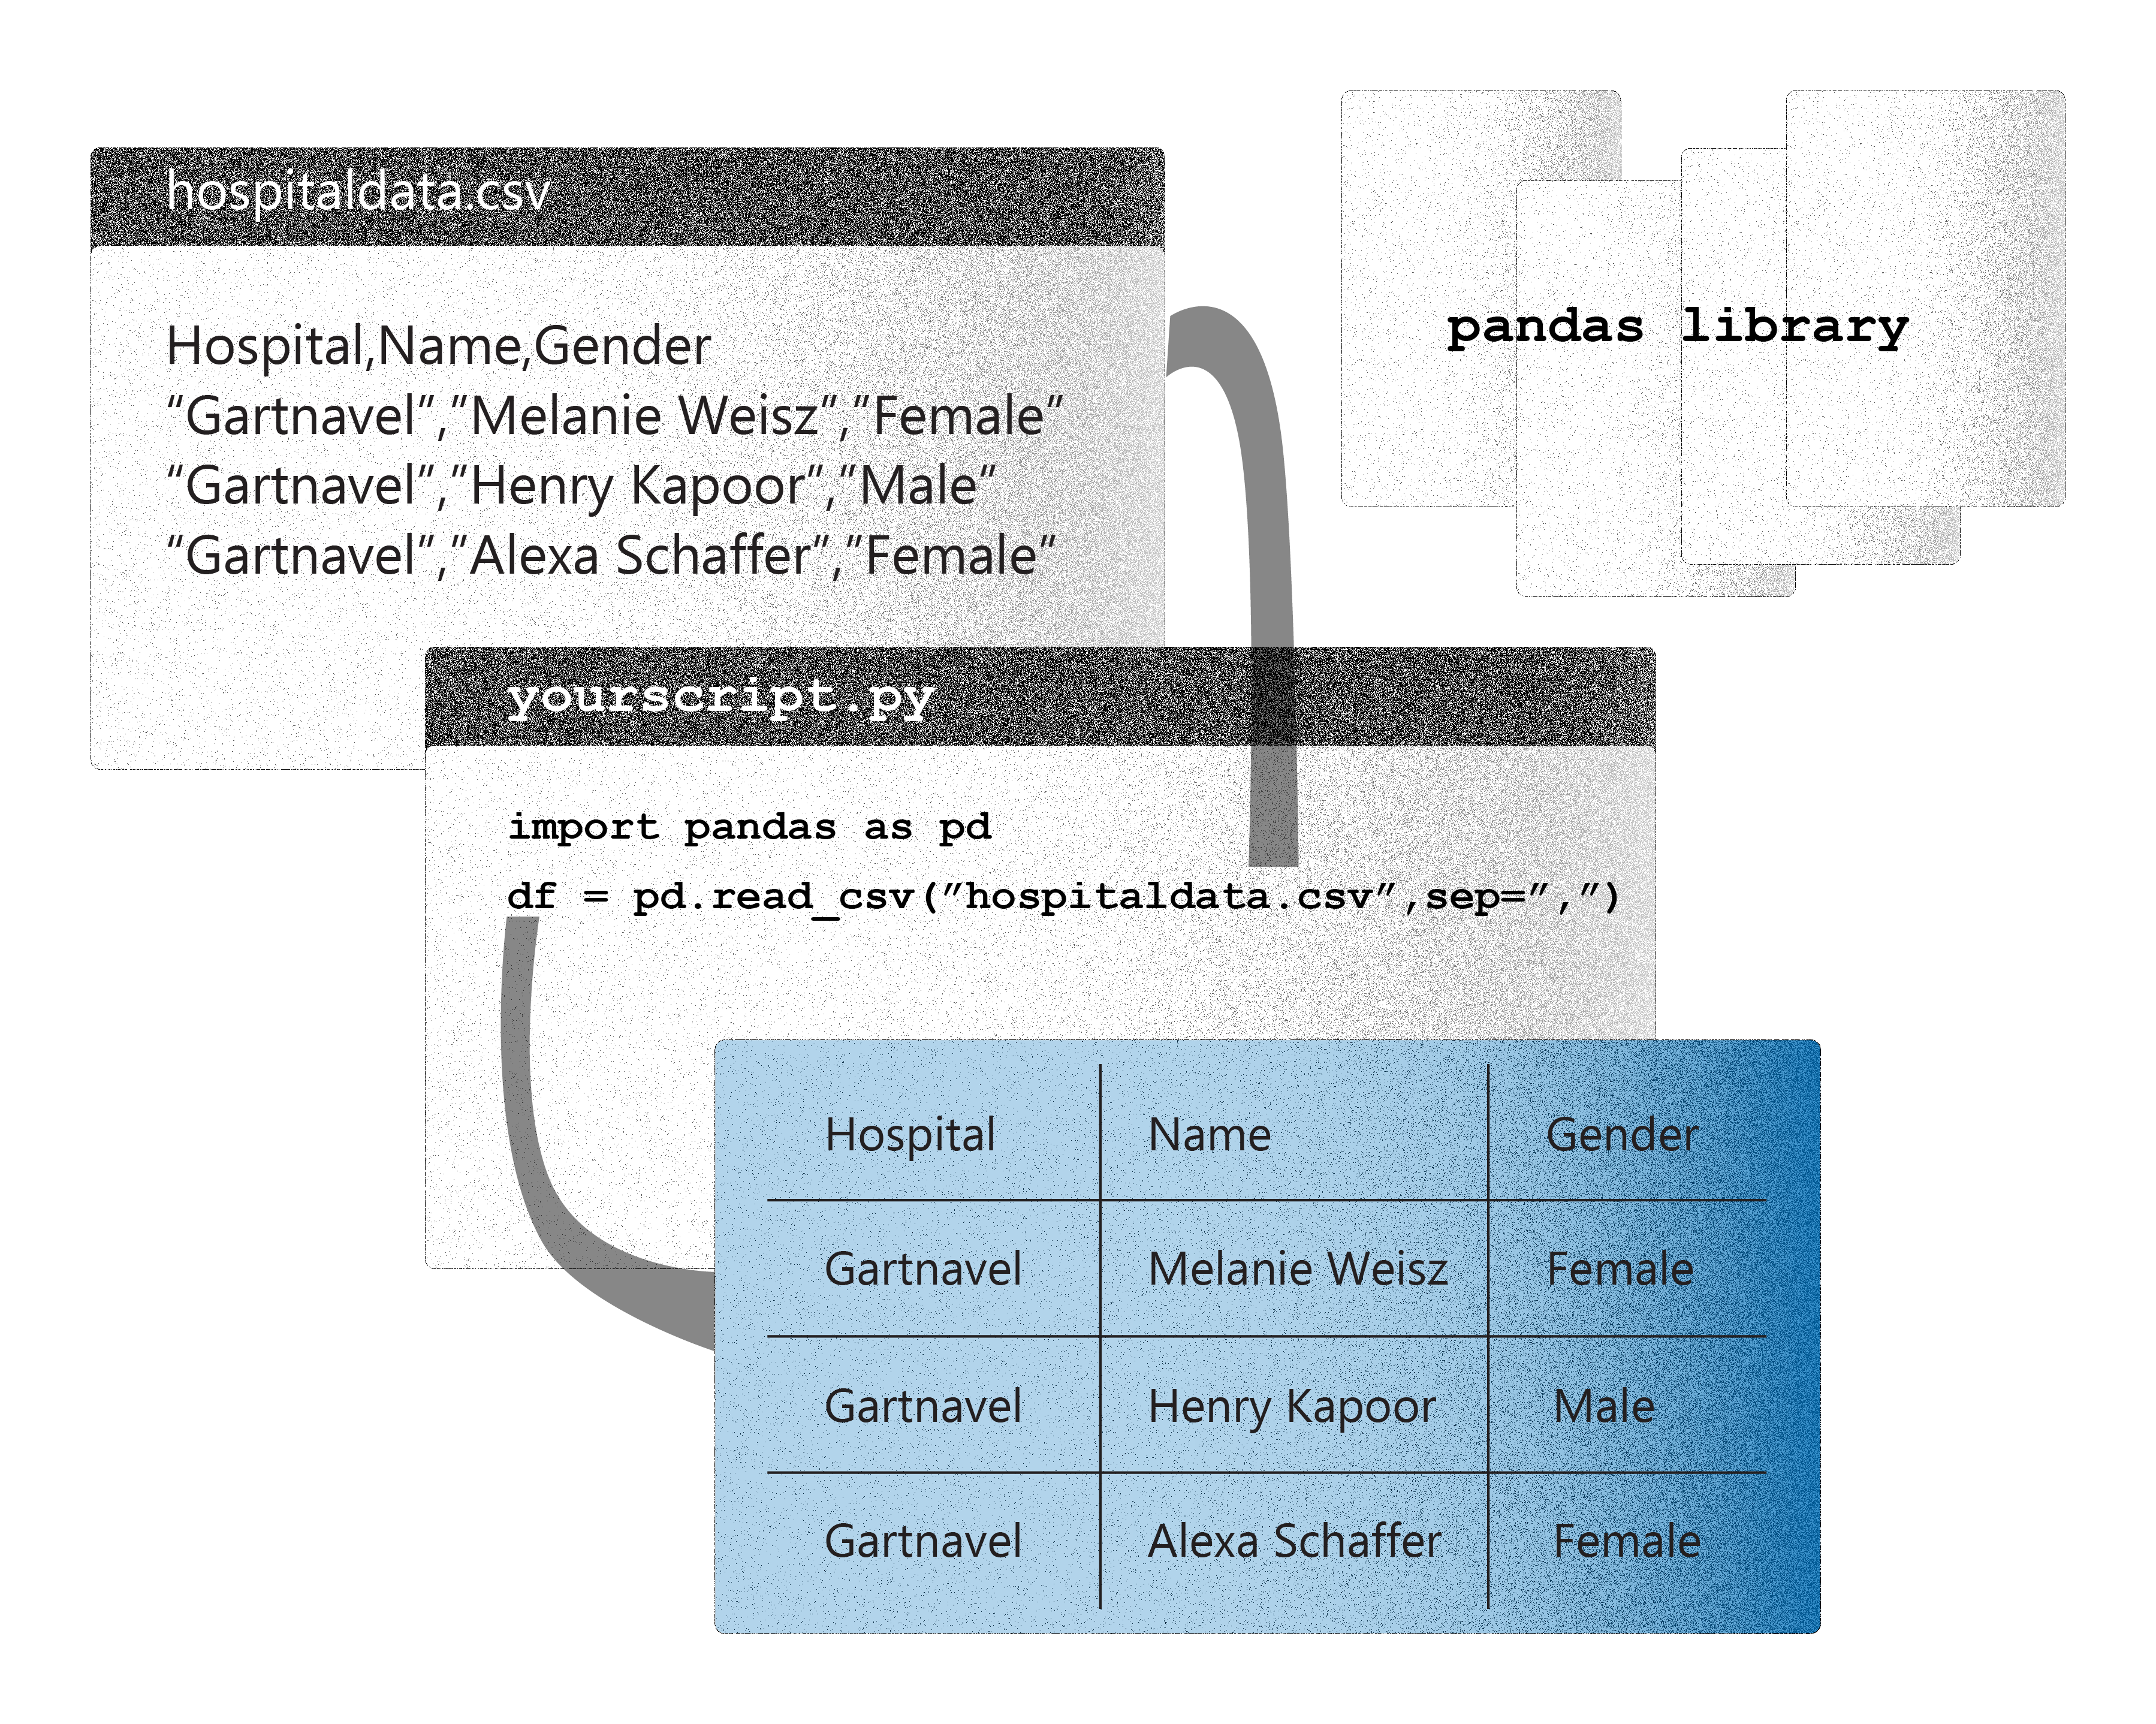 hospitaldata.csv
Hospital,Name,Gender
“Gartnavel”,”Melanie Weisz”,”Female”
“Gartnavel”,”Henry Kapoor”,”Male”
“Gartnavel”,”Alexa Schaffer”,”Female”
pandas library
yourscript.py
import pandas as pd
df = pd.read_csv(”hospitaldata.csv”,sep=”,”)
Hospital Name Gender
Gartnavel Melanie Weisz Female
Gartnavel Henry Kapoor Male
Gartnavel Alexa Schaffer Female